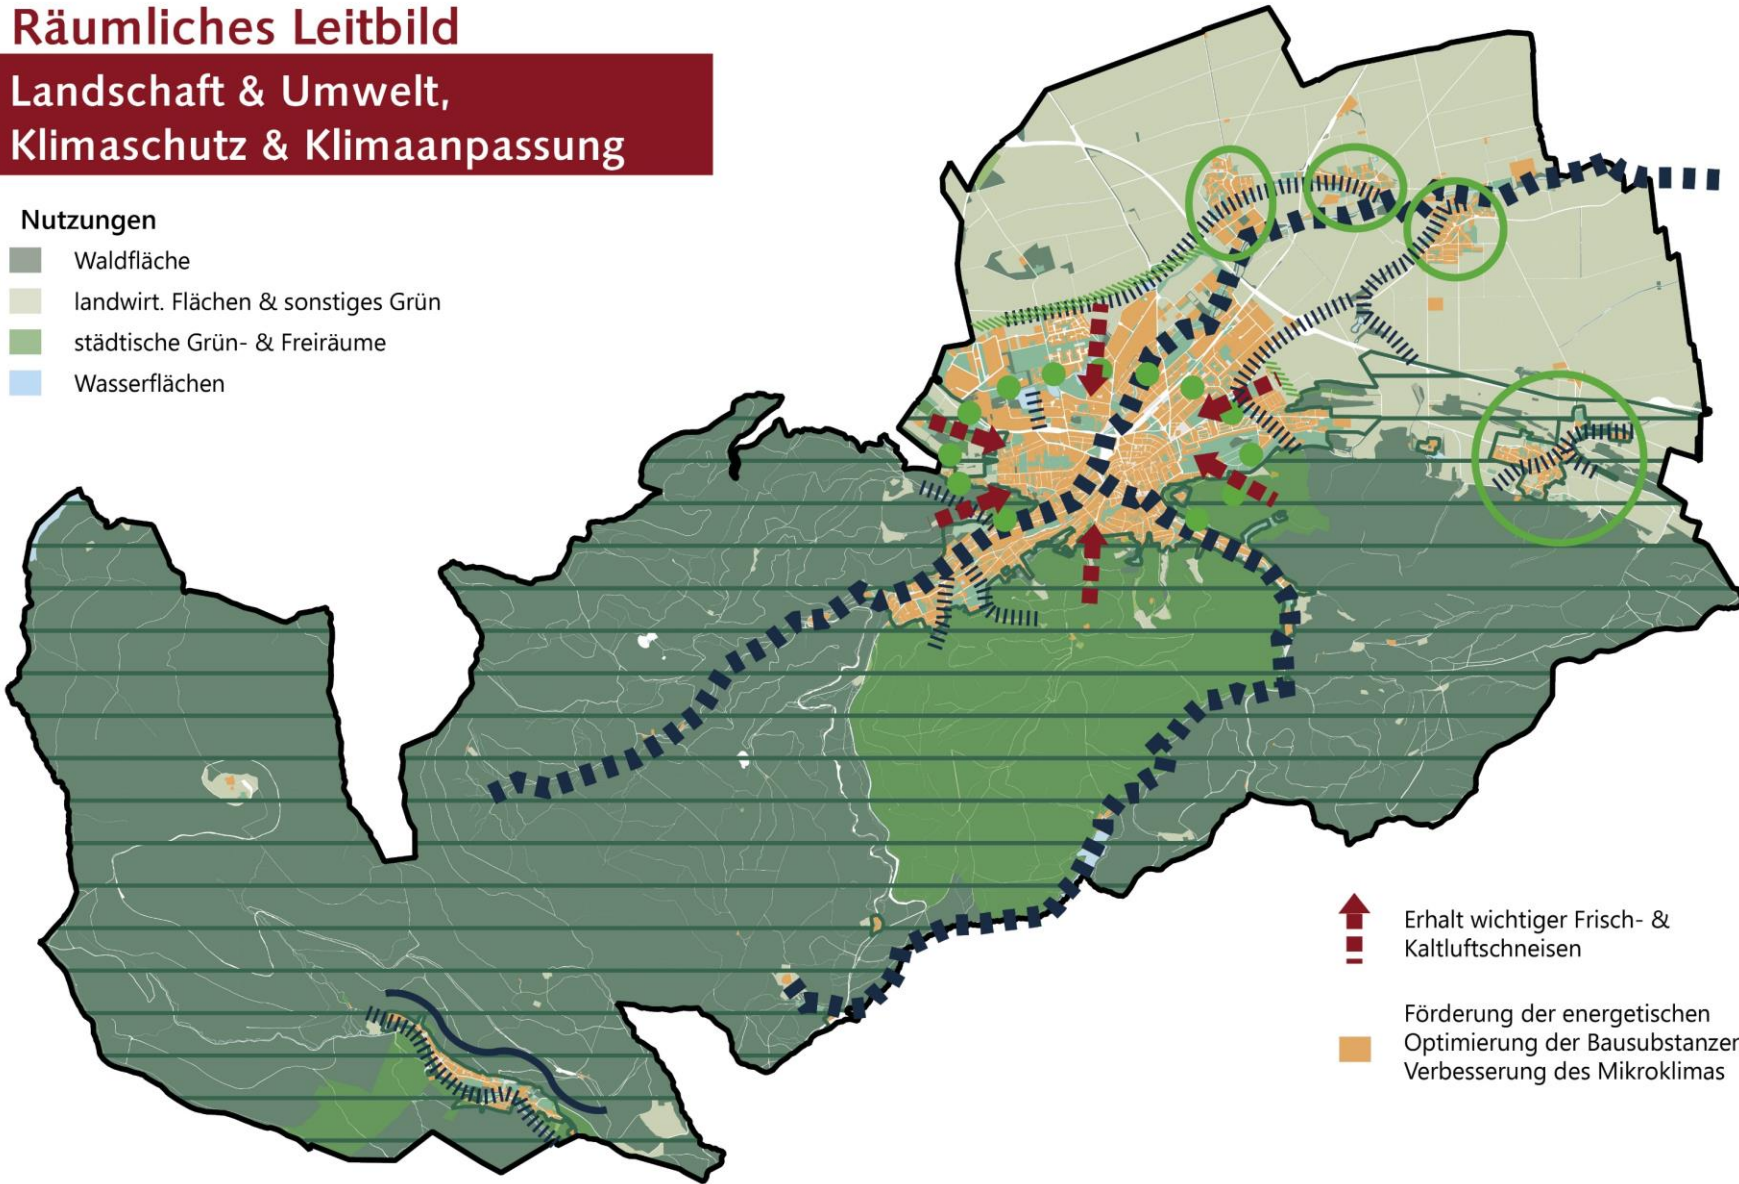 Räumliches Leitbild
Landschaft & Umwelt,
Klimaschutz & Klimaanpassung
Nutzungen
Waldfläche
landwirt. Flächen & sonstiges Grün
städtische Grün- & Freiräume
Wasserflächen
Erhalt wichtiger Frisch- &
Kaltluftschneisen
Förderung der energetischen
Optimierung der Bausubstanzen
Verbesserung des Mikroklimas